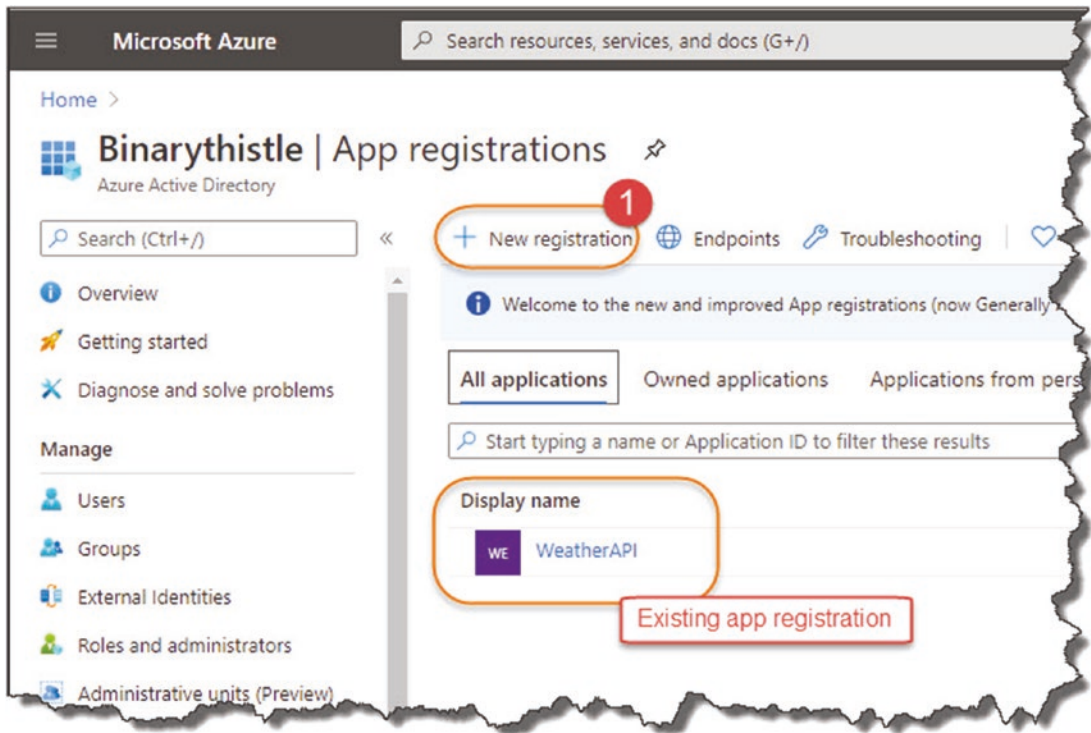 Microsoft Azure
Search resources, services, and docs (G+/)
Home >
Binarythistle | App registrations
Azure Active Directory
Search (Ctrl+/)
«
1
+ New registration
Endpoints
Troubleshooting
Overview
Getting started
Diagnose and solve problems
Manage
Users
Groups
External Identities
Roles and administrators
Administrative units (Preview)
Welcome to the new and improved App registrations (now Generally
All applications
Owned applications
Applications from pers
Start typing a name or Application ID to filter these results
Display name
WE
WeatherAPI
Existing app registration